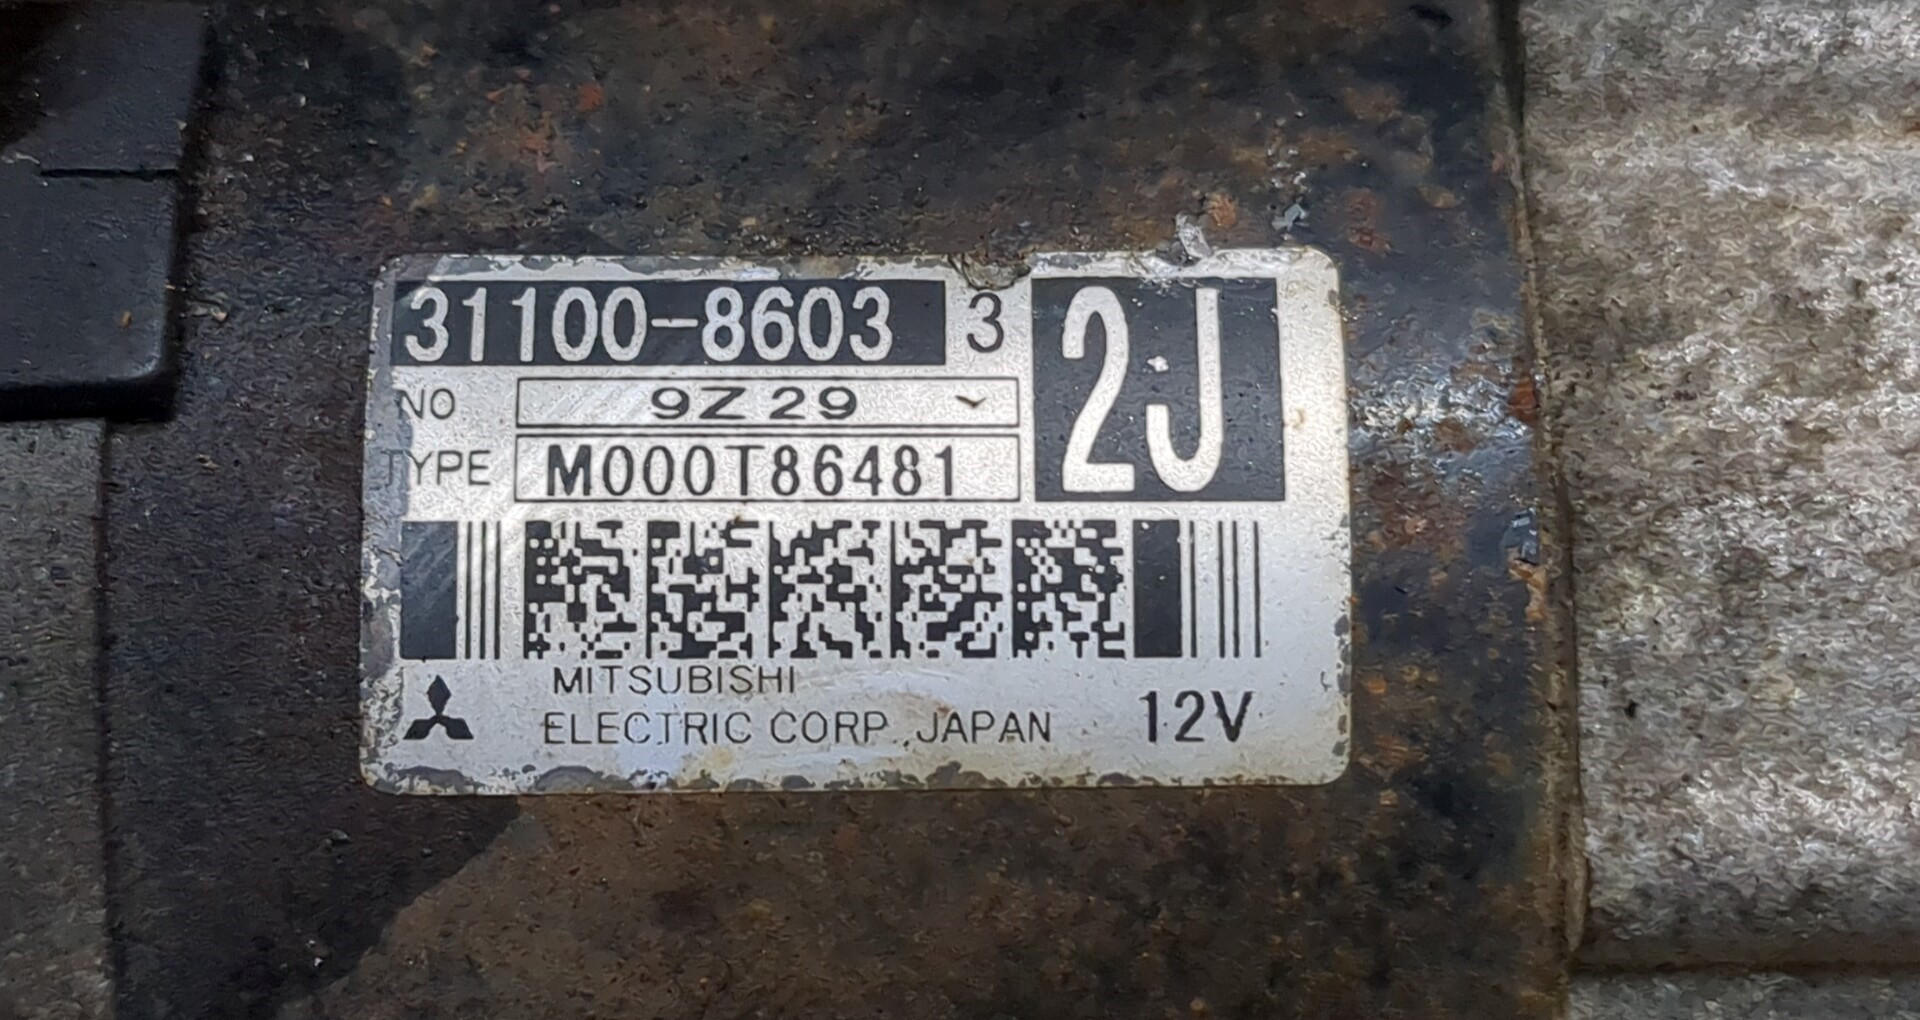 31100-8603 3
2J
NO 9Z29
TYPE M000T86481
MITSUBISHI
ELECTRIC CORP. JAPAN
12V